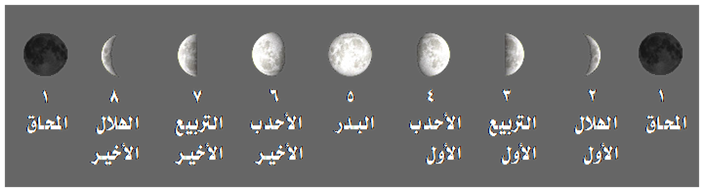 ١ ٢ ٣ ٤ ٥ ٦ ٧ ٨ ١
المحاق الهلال التربيع الأحدب البدر الأحدب التربيع الهلال المحاق
الأول الأول الأول الأخير الأخير الأخير